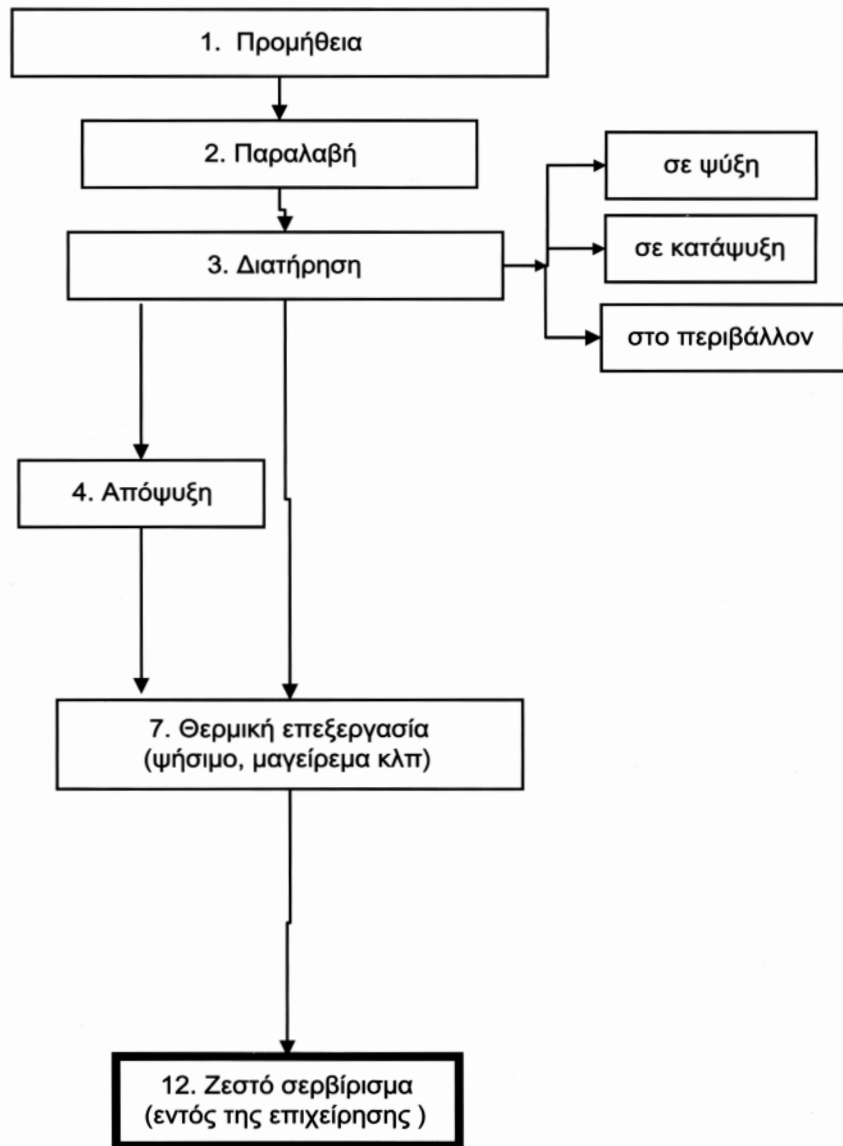 1. Προμήθεια
2. Παραλαβή
σε ψύξη
σε κατάψυξη
3. Διατήρηση
στο περιβάλλον
4. Απόψυξη
7. Θερμική επεξεργασία
(ψήσιμο, μαγείρεμα κλπ)
12. Ζεστό σερβίρισμα
(εντός της επιχείρησης )